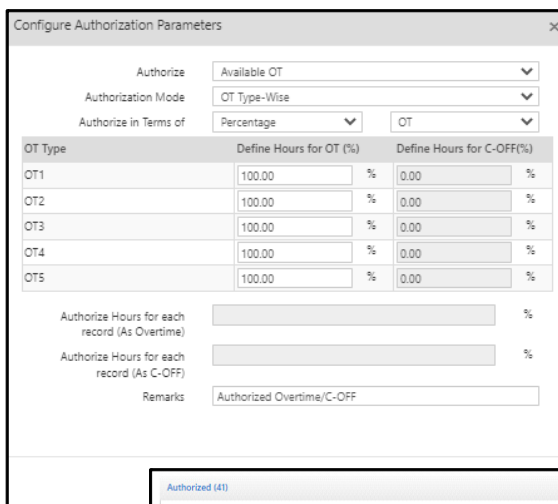 Configure Authorization Parameters ×
Authorize Available OT
Authorization Mode OT Type-Wise
Authorize in Terms of Percentage OT
OT Type Define Hours for OT (%) Define Hours for C-OFF(%)
OT1 100.00 % 0.00 %
OT2 100.00 % 0.00 %
OT3 100.00 % 0.00 %
OT4 100.00 % 0.00 %
OT5 100.00 % 0.00 %
Authorize Hours for each %
record (As Overtime)
Authorize Hours for each %
record (As C-OFF)
Remarks Authorized Overtime/C-OFF
Authorized (41)